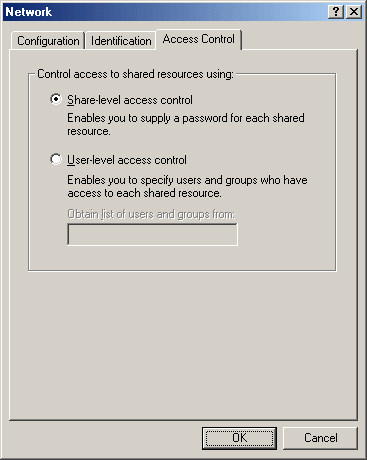 Network
Configuration Identification Access Control
Control access to shared resources using:
Share-level access control
Enables you to supply a password for each shared
resource.
User-level access control
Enables you to specify users and groups who have
access to each shared resource.
Obtain list of users and groups from:
OK Cancel